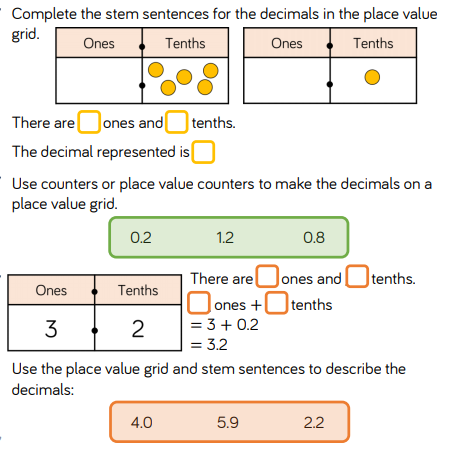 Complete the stem sentences for the decimals in the place value
grid.
Ones Tenths Ones Tenths
There are ones and tenths.
The decimal represented is
Use counters or place value counters to make the decimals on a
place value grid.
0.2 1.2 0.8
Ones Tenths
3 2
There are ones and tenths.
ones + tenths
= 3 + 0.2
= 3.2
Use the place value grid and stem sentences to describe the
decimals:
4.0 5.9 2.2